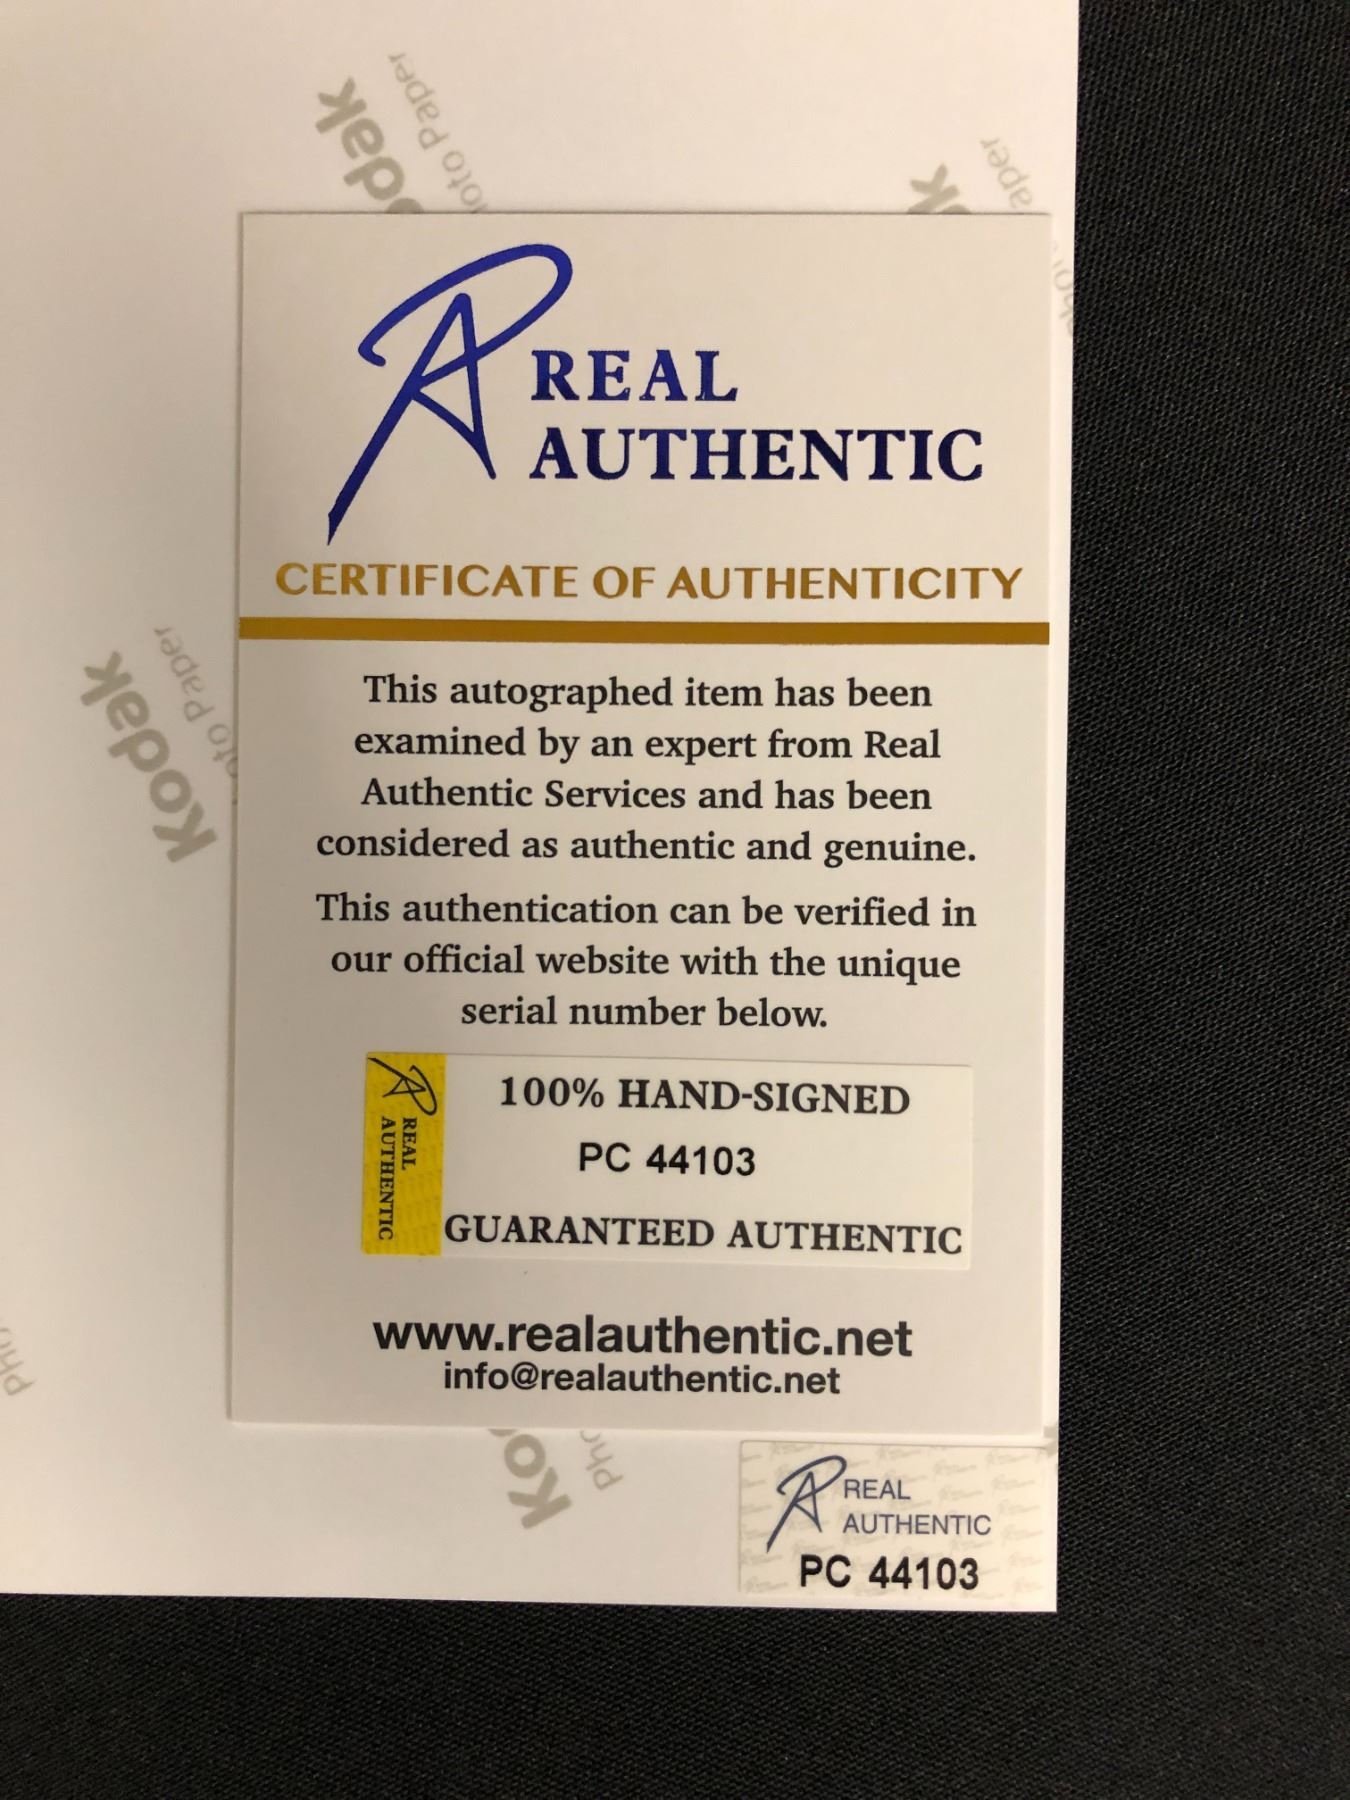 Kodak
Photo Paper
REAL
AUTHENTIC
CERTIFICATE OF AUTHENTICITY
This autographed item has been
examined by an expert from Real
Authentic Services and has been
considered as authentic and genuine.
This authentication can be verified in
our official website with the unique
serial number below.
REAL
AUTHENTIC
100% HAND-SIGNED
PC 44103
GUARANTEED AUTHENTIC
www.realauthentic.net
info@realauthentic.net
REAL
AUTHENTIC
PC 44103